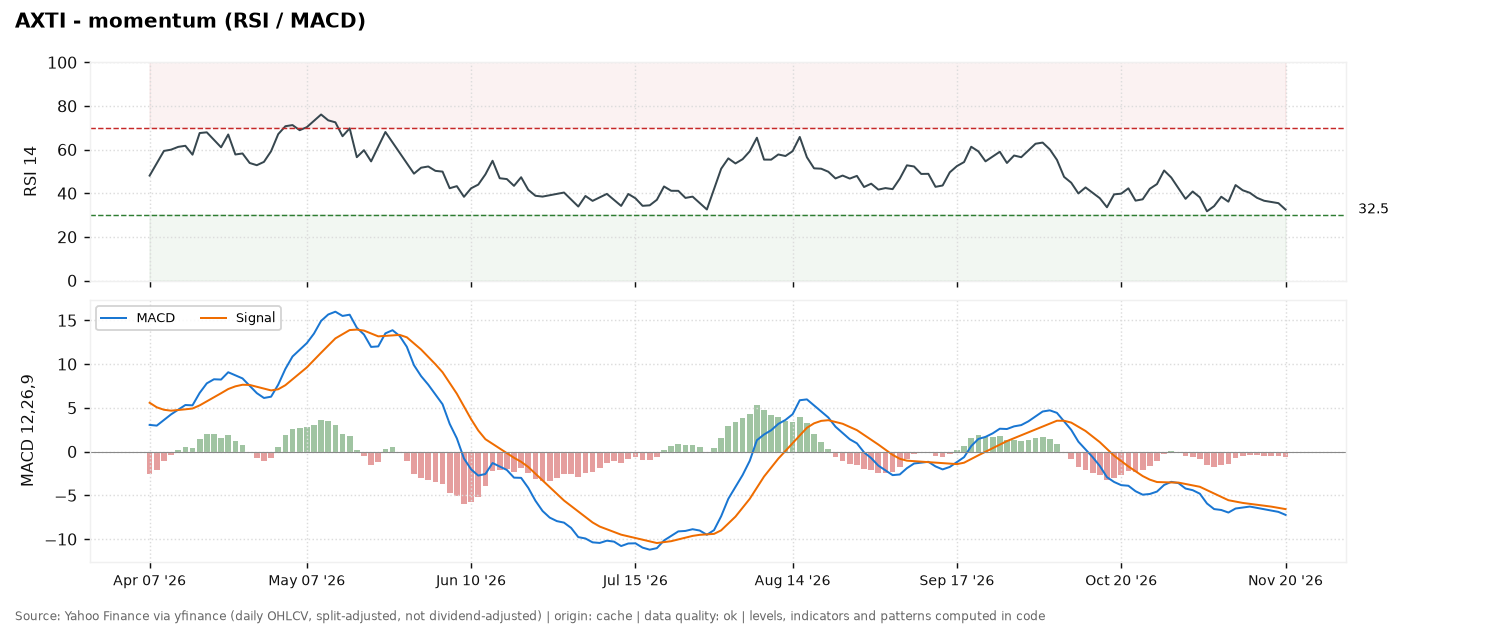 AXTI - momentum (RSI / MACD)
100
80
60
40
20
0
RSI 14
32.5
MACD
Signal
15
10
5
0
−5
−10
MACD 12,26,9
Apr 07 '26
May 07 '26
Jun 10 '26
Jul 15 '26
Aug 14 '26
Sep 17 '26
Oct 20 '26
Nov 20 '26
Source: Yahoo Finance via yfinance (daily OHLCV, split-adjusted, not dividend-adjusted) | origin: cache | data quality: ok | levels, indicators and patterns computed in code